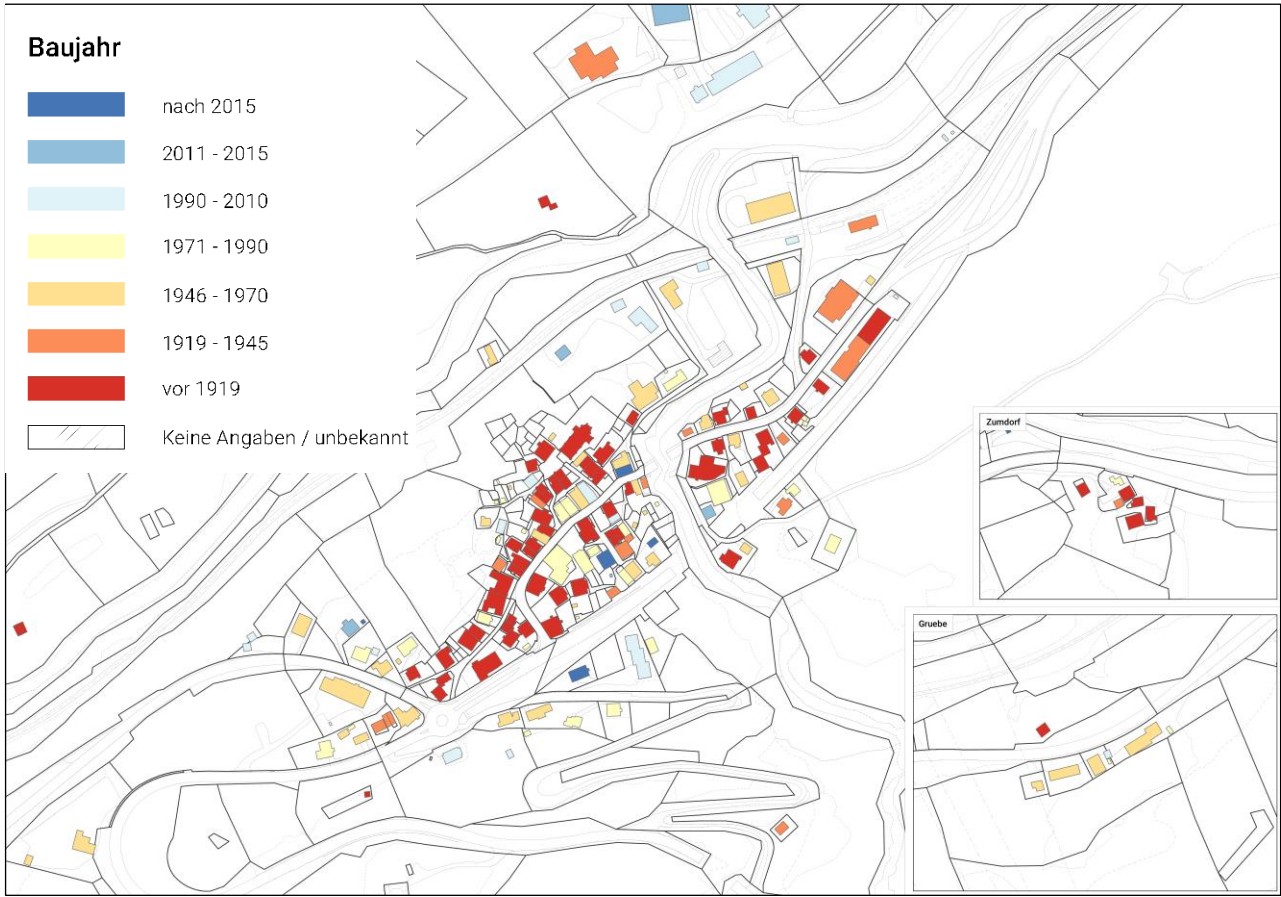 Baujahr
nach 2015
2011 - 2015
1990 - 2010
1971 - 1990
1946 - 1970
1919 - 1945
vor 1919
Keine Angaben / unbekannt
Zumdorf
Gruebe